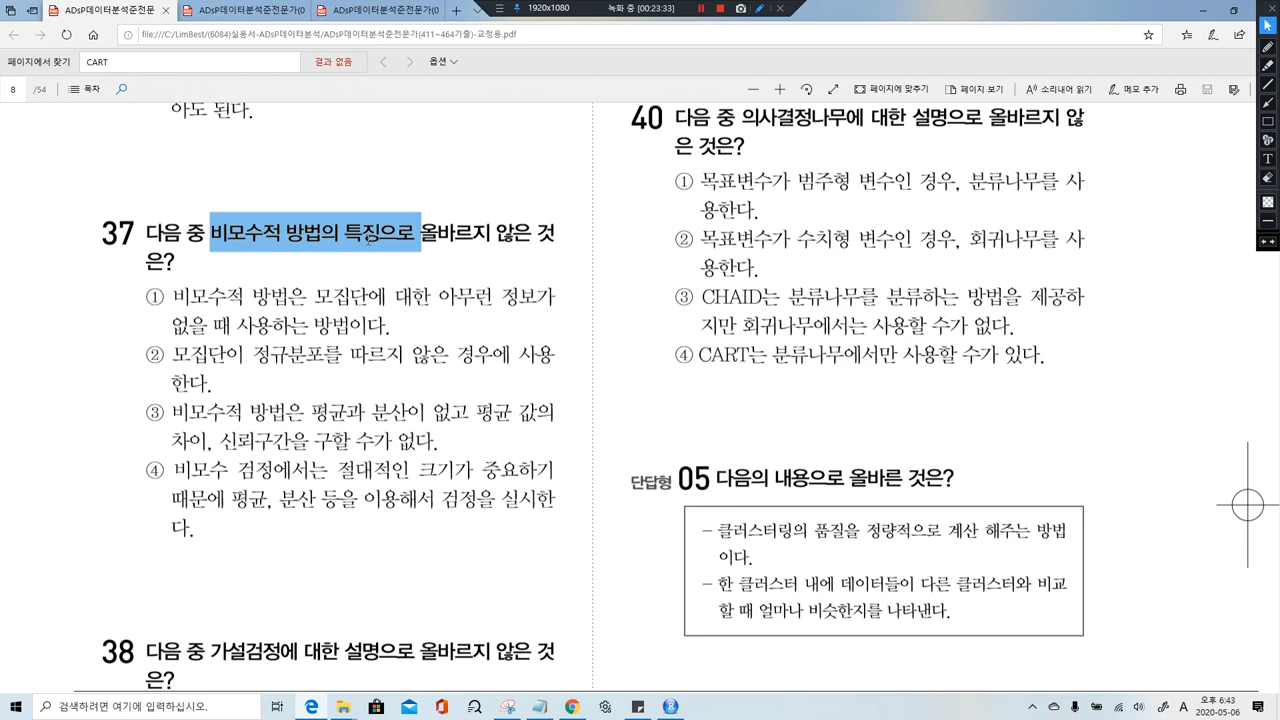 ADsP데이터분석준전문
ADsP데이터분석준전문가(0
ADsP데이터분석준전문가(0
1920x1080
녹화 중 [00:23:33]
file:///C:/LimBest/(6084)실용서-ADsP데이터분석/ADsP데이터분석준전문가(411~464기출)-교정용.pdf
페이지에서 찾기
CART
결과 없음
옵션
8 /54
목차
페이지에 맞추기
페이지 보기
소리내어 읽기
메모 추가
아도 된다.
37 다음 중 비모수적 방법의 특징으로 올바르지 않은 것
은?
① 비모수적 방법은 모집단에 대한 아무런 정보가
없을 때 사용하는 방법이다.
② 모집단이 정규분포를 따르지 않은 경우에 사용
한다.
③ 비모수적 방법은 평균과 분산이 없고 평균 값의
차이, 신뢰구간을 구할 수가 없다.
④ 비모수 검정에서는 절대적인 크기가 중요하기
때문에 평균, 분산 등을 이용해서 검정을 실시한
다.
38 다음 중 가설검정에 대한 설명으로 올바르지 않은 것
은?
40 다음 중 의사결정나무에 대한 설명으로 올바르지 않
은 것은?
① 목표변수가 범주형 변수인 경우, 분류나무를 사
용한다.
② 목표변수가 수치형 변수인 경우, 회귀나무를 사
용한다.
③ CHAID는 분류나무를 분류하는 방법을 제공하
지만 회귀나무에서는 사용할 수가 없다.
④ CART는 분류나무에서만 사용할 수가 있다.
단답형 05 다음의 내용으로 올바른 것은?
– 클러스터링의 품질을 정량적으로 계산 해주는 방법
이다.
– 한 클러스터 내에 데이터들이 다른 클러스터와 비교
할 때 얼마나 비슷한지를 나타낸다.
검색하려면 여기에 입력하십시오.
A
오후 6:43
2020-05-06